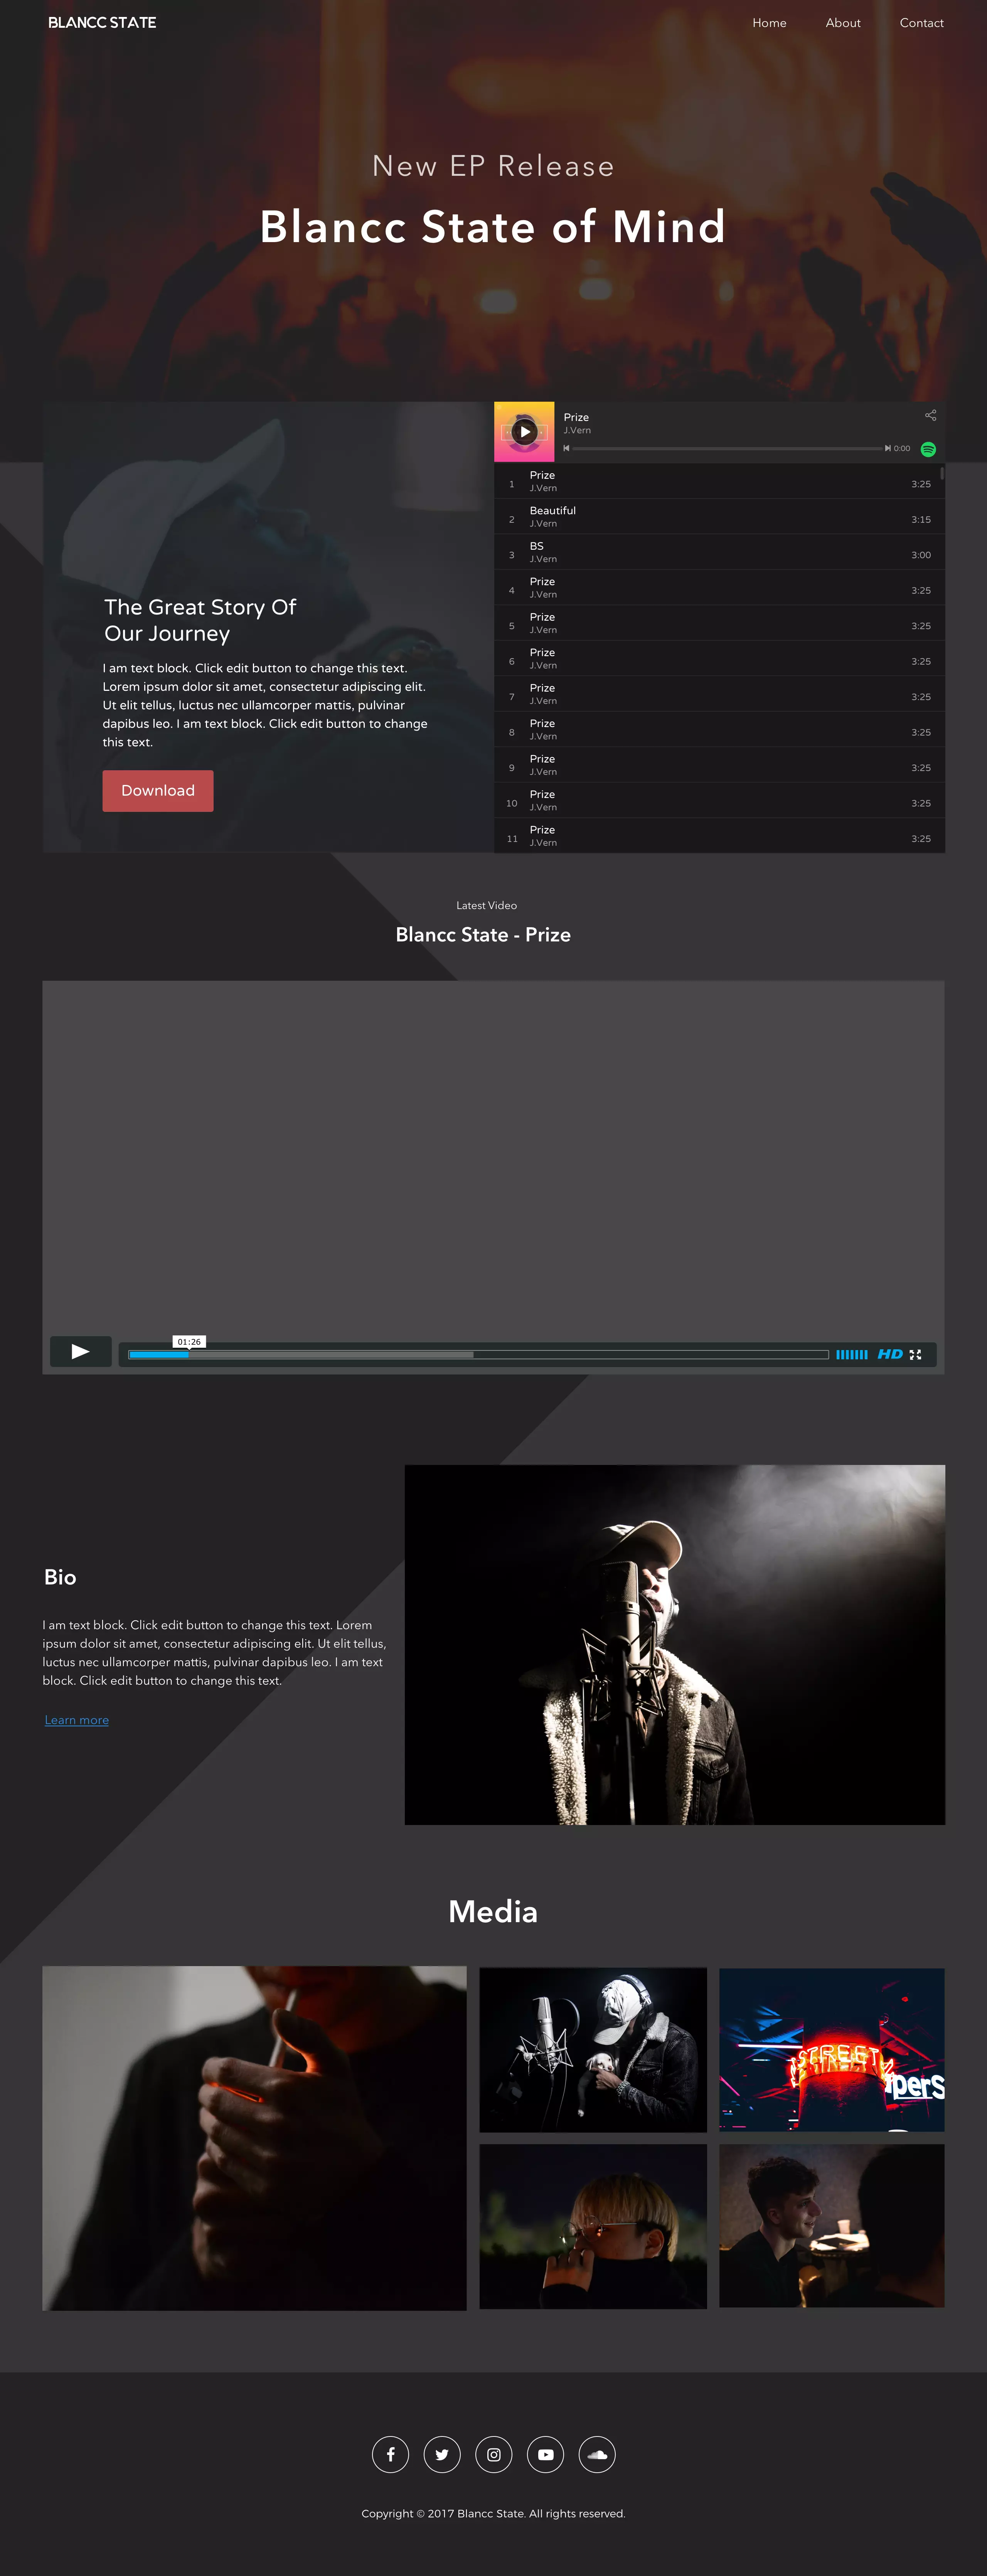 BLANCC STATE
Home
About
Contact
New EP Release
Blancc State of Mind
Prize
J.Vern
0:00
1
Prize
J.Vern
3:25
2
Beautiful
J.Vern
3:15
3
BS
J.Vern
3:00
4
Prize
J.Vern
3:25
5
Prize
J.Vern
3:25
6
Prize
J.Vern
3:25
7
Prize
J.Vern
3:25
8
Prize
J.Vern
3:25
9
Prize
J.Vern
3:25
10
Prize
J.Vern
3:25
11
Prize
J.Vern
3:25
The Great Story Of
Our Journey
I am text block. Click edit button to change this text.
Lorem ipsum dolor sit amet, consectetur adipiscing elit.
Ut elit tellus, luctus nec ullamcorper mattis, pulvinar
dapibus leo. I am text block. Click edit button to change
this text.
Download
Latest Video
Blancc State - Prize
01:26
HD
Bio
I am text block. Click edit button to change this text. Lorem
ipsum dolor sit amet, consectetur adipiscing elit. Ut elit tellus,
luctus nec ullamcorper mattis, pulvinar dapibus leo. I am text
block. Click edit button to change this text.
Learn more
Media
STREET
perS
Copyright © 2017 Blancc State. All rights reserved.